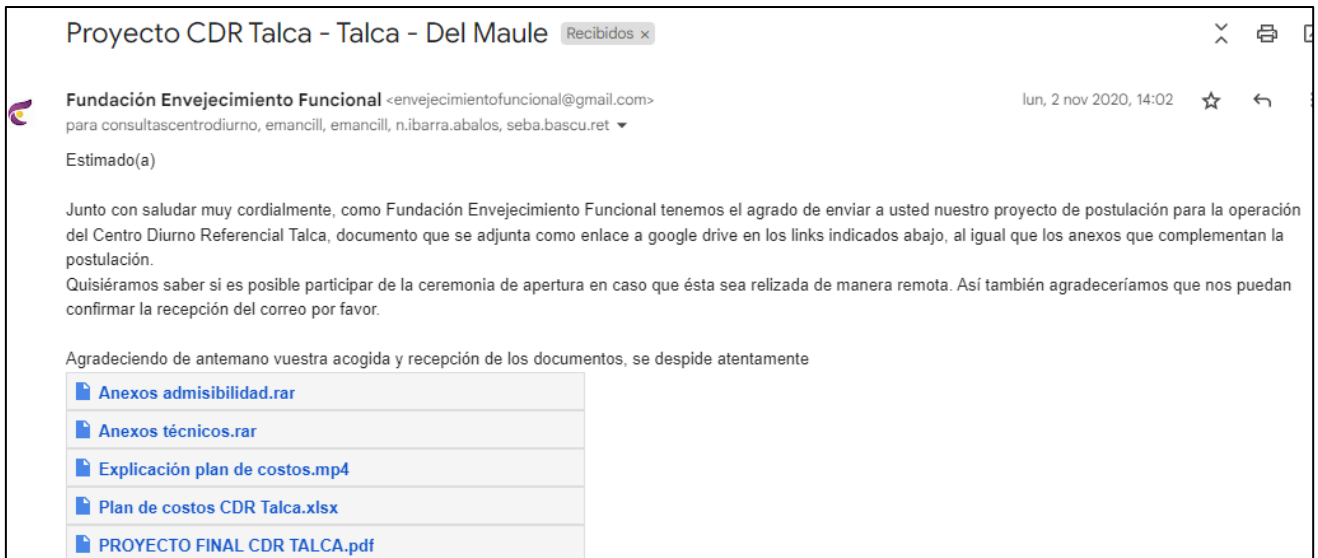 Proyecto CDR Talca - Talca - Del Maule Recibidos x
Fundación Envejecimiento Funcional <envejecimientofuncional@gmail.com> lun, 2 nov 2020, 14:02
para consultascentrodiurno, emancill, emancill, n.ibarra.abalos, seba.bascu.ret
Estimado(a)
Junto con saludar muy cordialmente, como Fundación Envejecimiento Funcional tenemos el agrado de enviar a usted nuestro proyecto de postulación para la operación
del Centro Diurno Referencial Talca, documento que se adjunta como enlace a google drive en los links indicados abajo, al igual que los anexos que complementan la
postulación.
Quisiéramos saber si es posible participar de la ceremonia de apertura en caso que ésta sea relizada de manera remota. Así también agradeceríamos que nos puedan
confirmar la recepción del correo por favor.
Agradeciendo de antemano vuestra acogida y recepción de los documentos, se despide atentamente
Anexos admisibilidad.rar
Anexos técnicos.rar
Explicación plan de costos.mp4
Plan de costos CDR Talca.xlsx
PROYECTO FINAL CDR TALCA.pdf